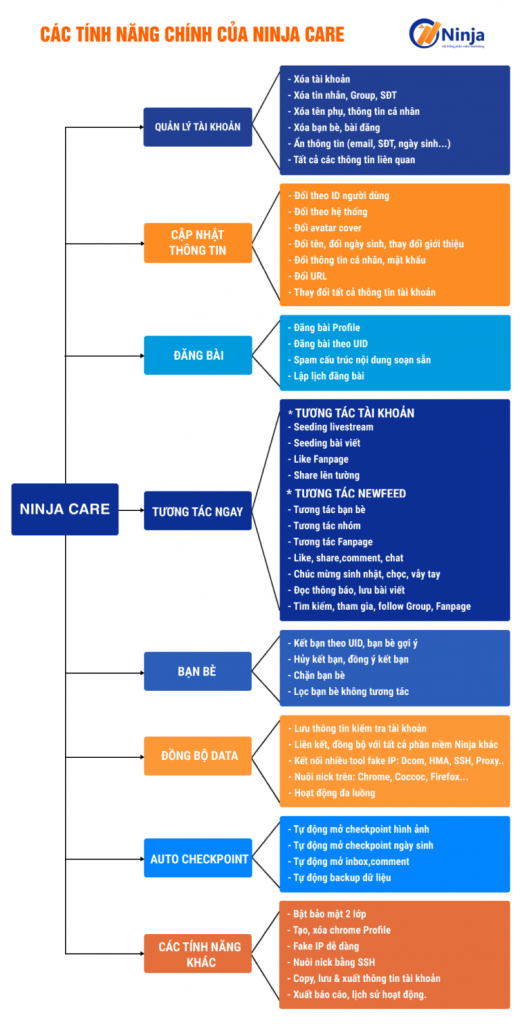 CÁC TÍNH NĂNG CHÍNH CỦA NINJA CARE
Ninja
Hệ thống phần mềm Marketing
NINJA CARE
QUẢN LÝ TÀI KHOẢN
- Xóa tài khoản
- Xóa tin nhắn, Group, SĐT
- Xóa tên phụ, thông tin cá nhân
- Xóa bạn bè, bài đăng
- Ẩn thông tin (email, SĐT, ngày sinh...)
- Tất cả các thông tin liên quan
CẬP NHẬT
THÔNG TIN
- Đổi theo ID người dùng
- Đổi theo hệ thống
- Đổi avatar cover
- Đổi tên, đổi ngày sinh, thay đổi giới thiệu
- Đổi thông tin cá nhân, mật khẩu
- Đổi URL
- Thay đổi tất cả thông tin tài khoản
ĐĂNG BÀI
- Đăng bài Profile
- Đăng bài theo UID
- Spam cấu trúc nội dung soạn sẵn
- Lập lịch đăng bài
TƯƠNG TÁC NGAY
* TƯƠNG TÁC TÀI KHOẢN
- Seeding livestream
- Seeding bài viết
- Like Fanpage
- Share lên tường
* TƯƠNG TÁC NEWFEED
- Tương tác bạn bè
- Tương tác nhóm
- Tương tác Fanpage
- Like, share,comment, chat
- Chúc mừng sinh nhật, chọc, vẫy tay
- Đọc thông báo, lưu bài viết
- Tìm kiếm, tham gia, follow Group, Fanpage
BẠN BÈ
- Kết bạn theo UID, bạn bè gợi ý
- Hủy kết bạn, đồng ý kết bạn
- Chặn bạn bè
- Lọc bạn bè không tương tác
ĐỒNG BỘ DATA
- Lưu thông tin kiểm tra tài khoản
- Liên kết, đồng bộ với tất cả phần mềm Ninja khác
- Kết nối nhiều tool fake IP: Dcom, HMA, SSH, Proxy..
- Nuôi nick trên: Chrome, Coccoc, Firefox...
- Hoạt động đa luồng
AUTO CHECKPOINT
- Tự động mở checkpoint hình ảnh
- Tự động mở checkpoint ngày sinh
- Tự động mở inbox,comment
- Tự động backup dữ liệu
CÁC TÍNH NĂNG
KHÁC
- Bật bảo mật 2 lớp
- Tạo, xóa chrome Profile
- Fake IP dễ dàng
- Nuôi nick bằng SSH
- Copy, lưu & xuất thông tin tài khoản
- Xuất báo cáo, lịch sử hoạt động.